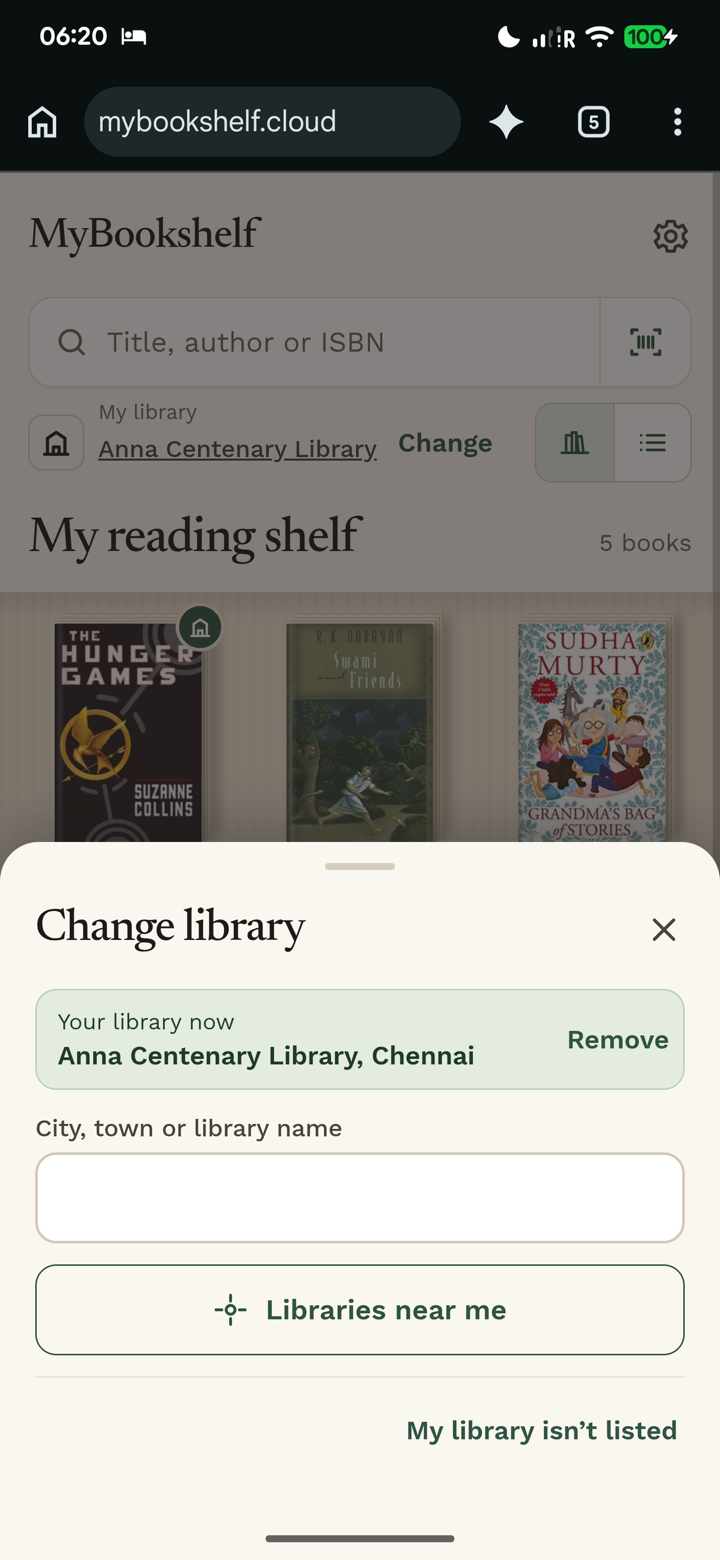 06:20
R
100
mybookshelf.cloud
5
MyBookshelf
Title, author or ISBN
My library
Anna Centenary Library
Change
My reading shelf
5 books
THE
HUNGER
GAMES
SUZANNE
COLLINS
R. K. NARAYAN
Swami
and Friends
SUDHA
MURTY
GRANDMA'S BAG
of STORIES
Change library
Your library now
Anna Centenary Library, Chennai
Remove
City, town or library name
Libraries near me
My library isn’t listed